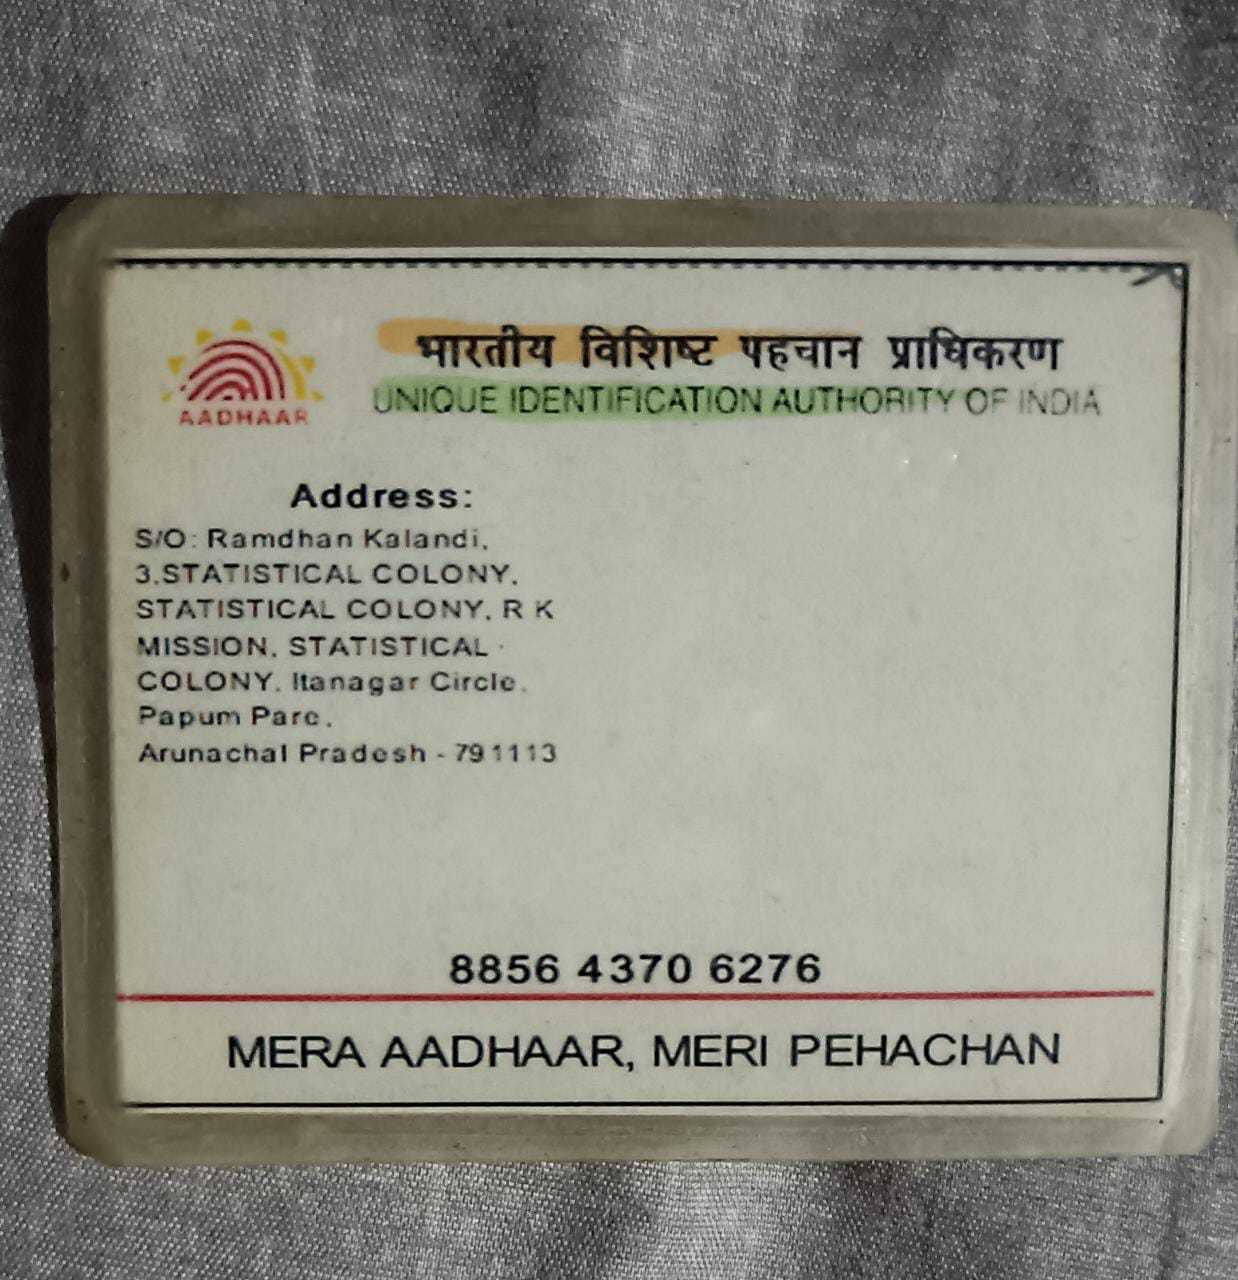 भारतीय विशिष्ट पहचान प्राधिकरण
UNIQUE IDENTIFICATION AUTHORITY OF INDIA
AADHAAR
Address:
S/O: Ramdhan Kalandi,
3,STATISTICAL COLONY,
STATISTICAL COLONY, R K
MISSION, STATISTICAL
COLONY, Itanagar Circle,
Papum Pare,
Arunachal Pradesh - 791113
8856 4370 6276
MERA AADHAAR, MERI PEHACHAN